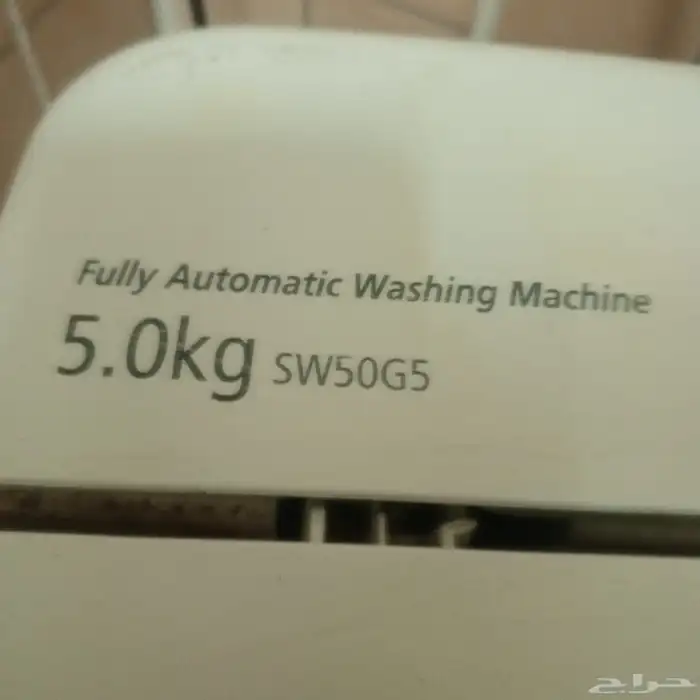 Fully Automatic Washing Machine
5.0kg SW50G5
حراج